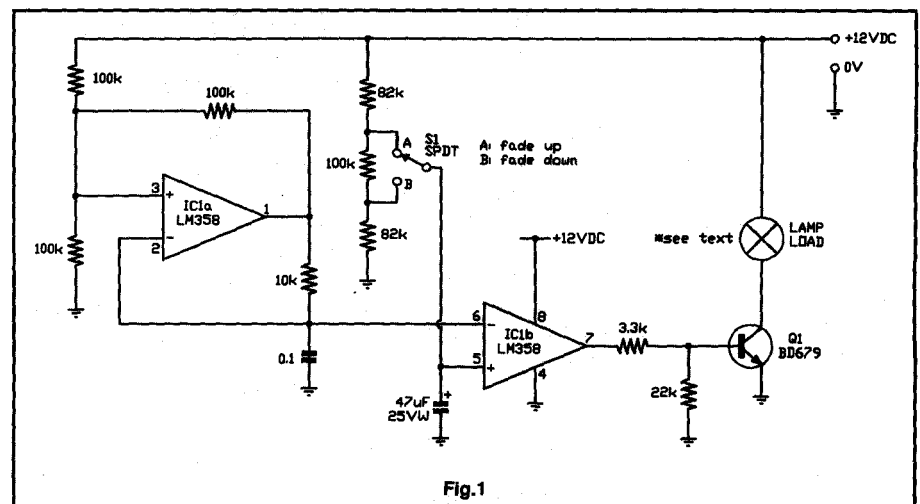 +12VDC
0V
100k
100k
82k
A
S1
SPDT
A: fade up
B: fade down
100k
B
3
+
IC1a
LM358
1
-
2
100k
82k
10k
+12VDC
*see text
LAMP
LOAD
6
-
8
IC1b
LM358
7
3.3k
Q1
BD679
0.1
5
+
4
47uF
+
25VW
22k
Fig.1